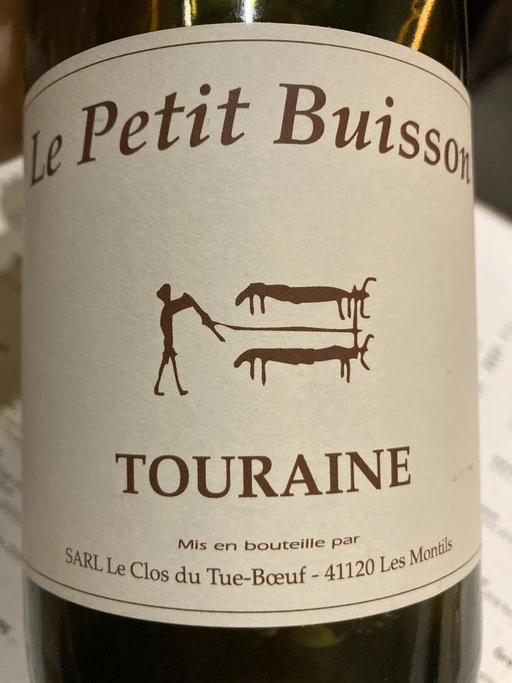 Le Petit Buisson
TOURAINE
Mis en bouteille par
SARL Le Clos du Tue-Bœuf - 41120 Les Montils